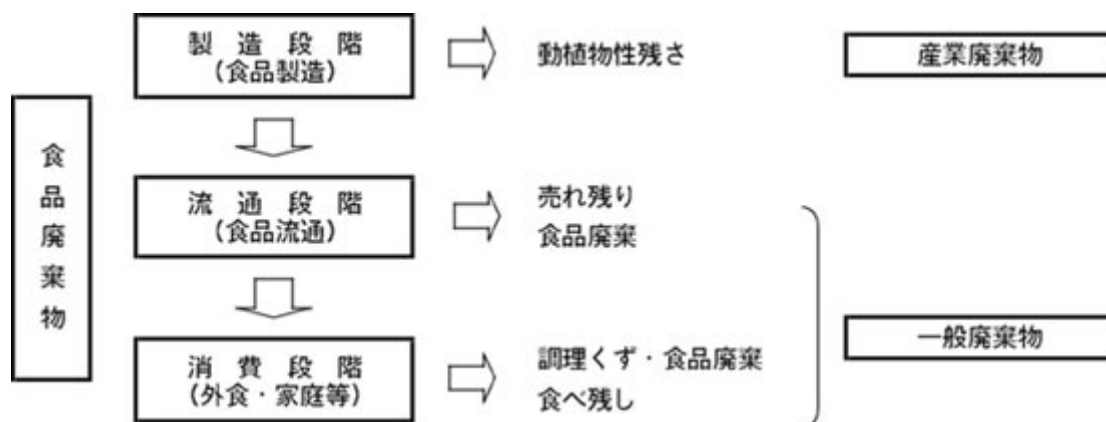 食品廃棄物
製造段階
(食品製造)
動植物性残さ
産業廃棄物
流通段階
(食品流通)
売れ残り
食品廃棄
消費段階
(外食・家庭等)
調理くず・食品廃棄
食べ残し
一般廃棄物